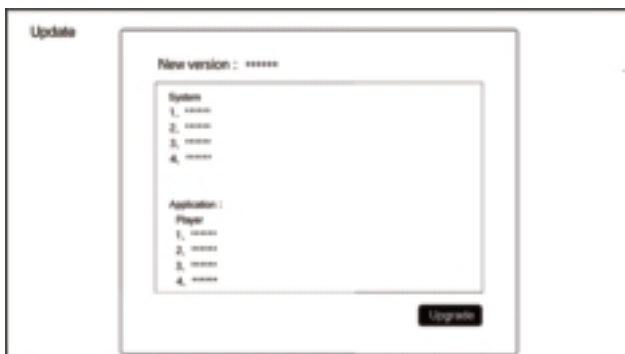 Update
New version : ******
System
1, ******
2, ******
3, ******
4, ******
Application :
Player
1, ******
2, ******
3, ******
4, ******
Upgrade